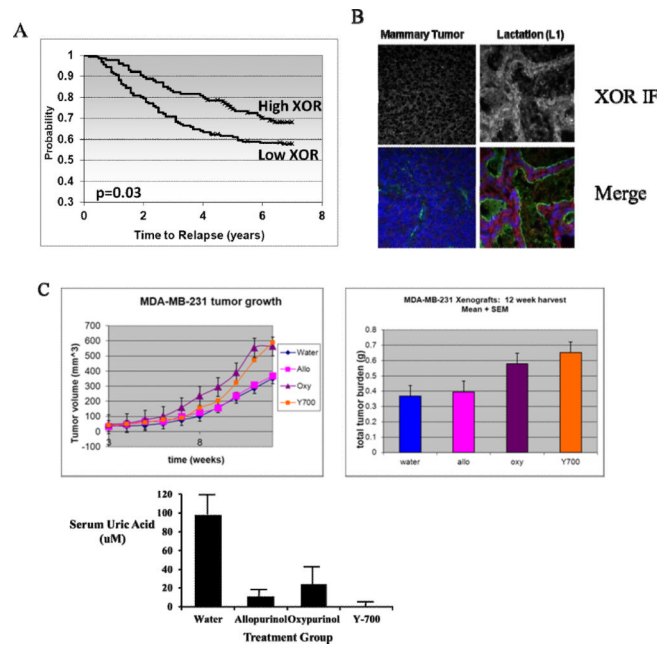 A
Probability
1
0.9
0.8
0.7
0.6
0.5
0.4
0.3
High XOR
Low XOR
p=0.03
0 2 4 6 8
Time to Relapse (years)
B
Mammary Tumor Lactation (L1)
XOR IF
Merge
C
MDA-MB-231 tumor growth
Tumor volume (mm^3)
700
600
500
400
300
200
100
0
-100
3 8
time (weeks)
Water
Allo
Oxy
Y700
MDA-MB-231 Xenografts: 12 week harvest
Mean + SEM
total tumor burden (g)
0.8
0.7
0.6
0.5
0.4
0.3
0.2
0.1
0
water allo oxy Y700
Serum Uric Acid
(uM)
120
100
80
60
40
20
0
Water Allopurinol Oxypurinol Y-700
Treatment Group